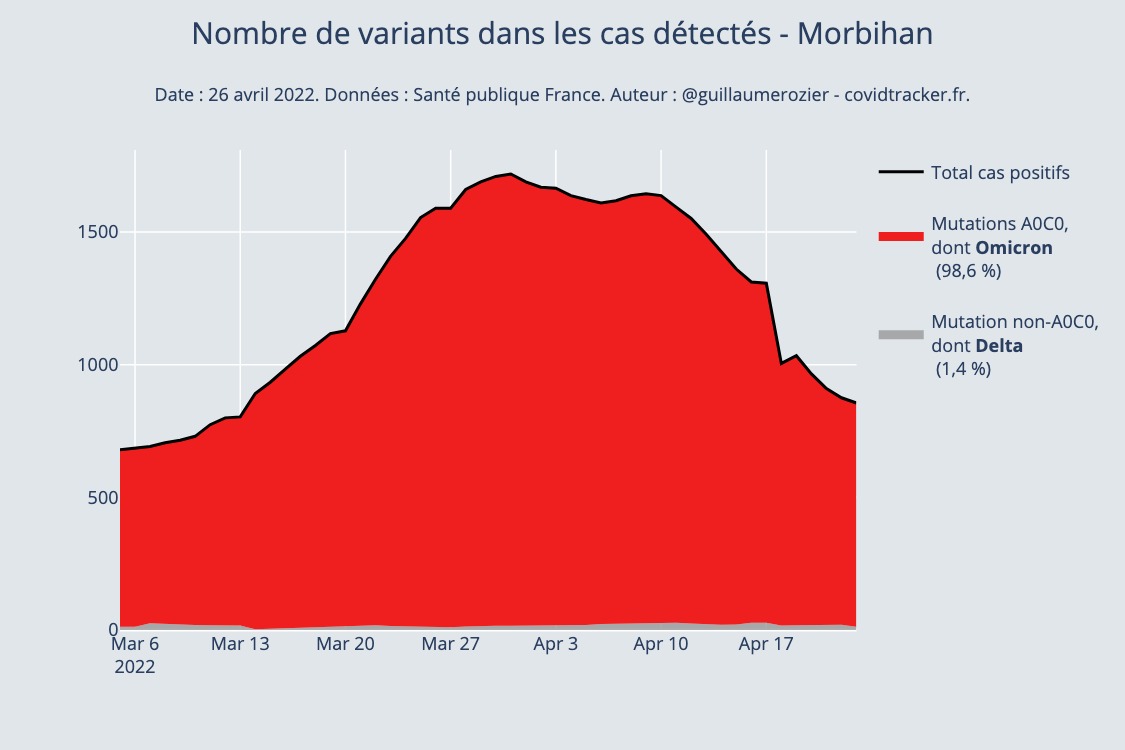 Nombre de variants dans les cas détectés - Morbihan
Date : 26 avril 2022. Données : Santé publique France. Auteur : @guillaumerozier - covidtracker.fr.
Total cas positifs
Mutations A0C0,
dont Omicron
(98,6 %)
Mutation non-A0C0,
dont Delta
(1,4 %)
1500
1000
500
0
Mar 6 Mar 13 Mar 20 Mar 27 Apr 3 Apr 10 Apr 17
2022